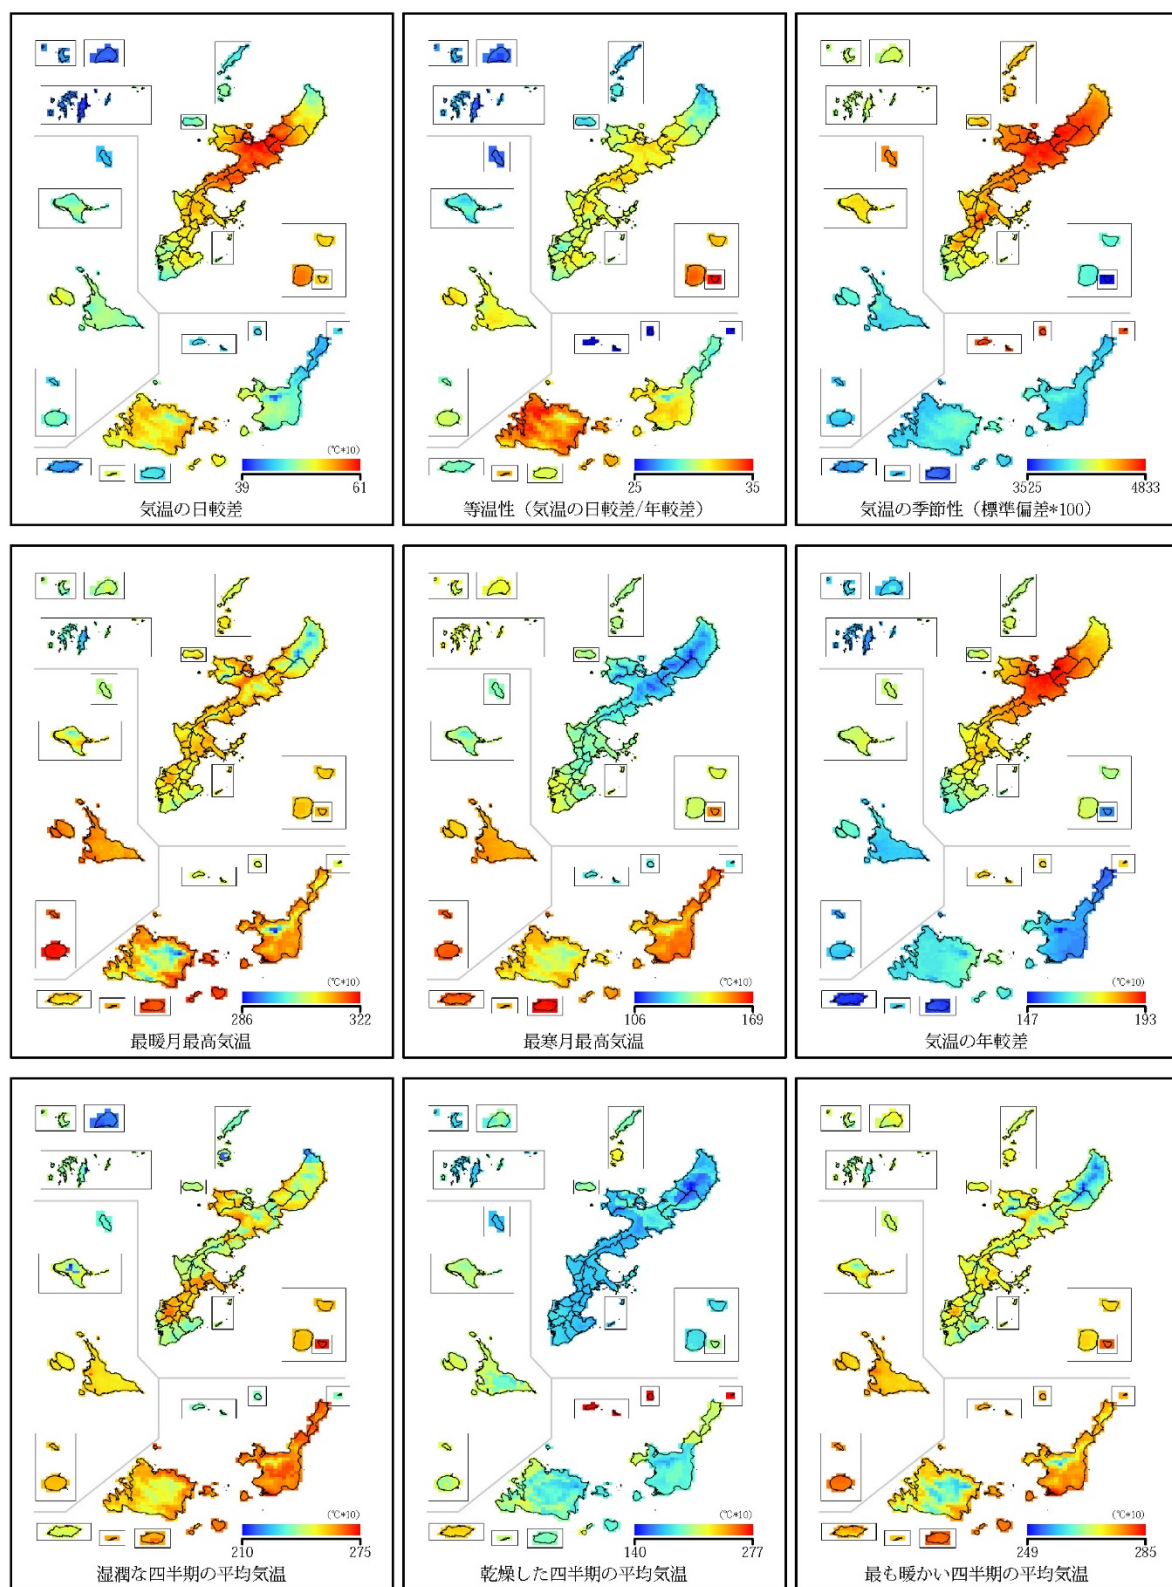 (℃*10)
39 61
気温の日較差
25 35
等温性（気温の日較差/年較差）
3525 4833
気温の季節性（標準偏差*100）
(℃*10)
286 322
最暖月最高気温
(℃*10)
106 169
最寒月最高気温
(℃*10)
147 193
気温の年較差
(℃*10)
210 275
湿潤な四半期の平均気温
(℃*10)
140 277
乾燥した四半期の平均気温
(℃*10)
249 285
最も暖かい四半期の平均気温